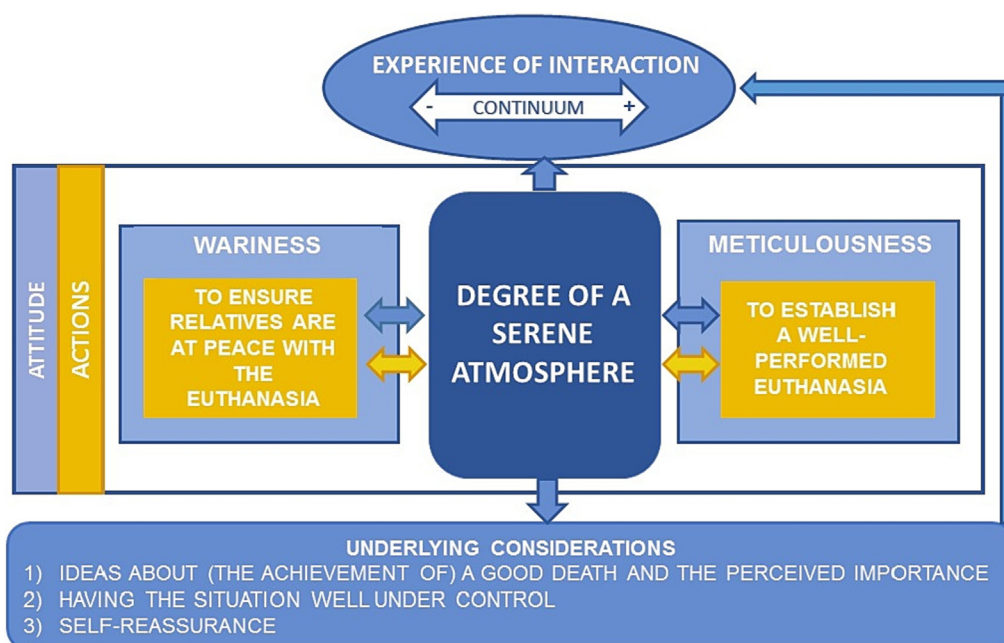 EXPERIENCE OF INTERACTION
- CONTINUUM +
ATTITUDE
ACTIONS
WARINESS
TO ENSURE
RELATIVES ARE
AT PEACE WITH
THE
EUTHANASIA
DEGREE OF A
SERENE
ATMOSPHERE
METICULOUSNESS
TO ESTABLISH
A WELL-
PERFORMED
EUTHANASIA
UNDERLYING CONSIDERATIONS
1) IDEAS ABOUT (THE ACHIEVEMENT OF) A GOOD DEATH AND THE PERCEIVED IMPORTANCE
2) HAVING THE SITUATION WELL UNDER CONTROL
3) SELF-REASSURANCE